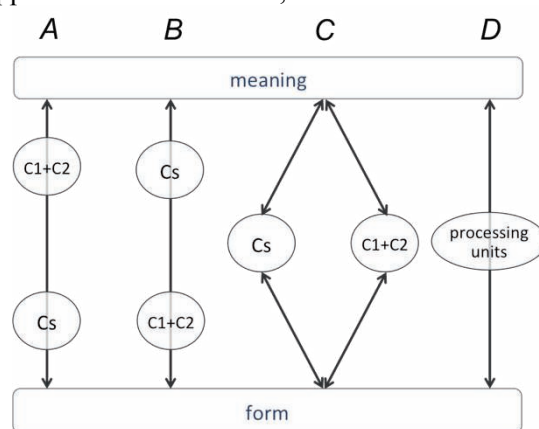 A B C D
meaning
C1+C2 Cs
Cs C1+C2 processing
units
Cs C1+C2
form